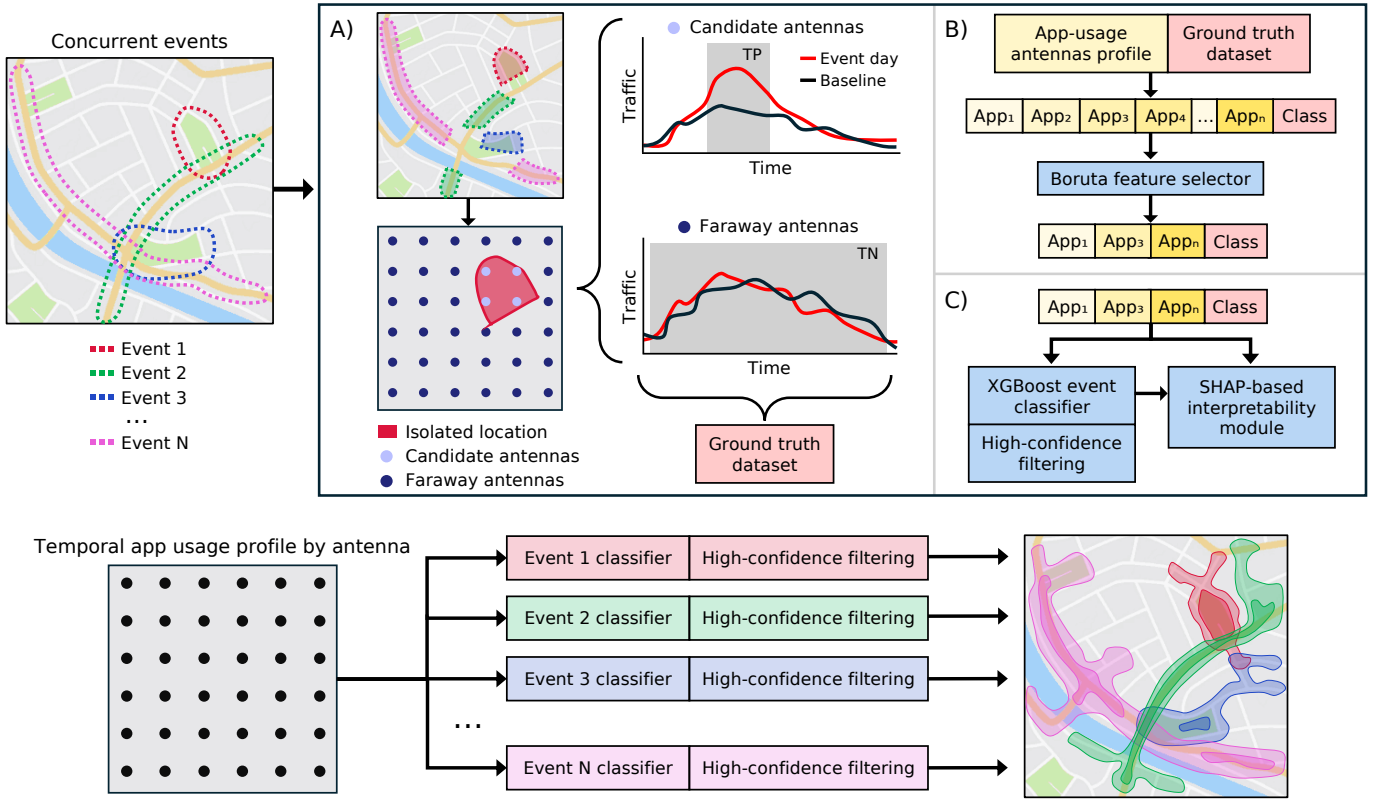 Concurrent events
Event 1
Event 2
Event 3
...
Event N
A)
Isolated location
Candidate antennas
Faraway antennas
Candidate antennas
TP
Event day
Baseline
Traffic
Time
Faraway antennas
TN
Traffic
Time
Ground truth
dataset
B)
App-usage
antennas profile
Ground truth
dataset
App₁ App₂ App₃ App₄ ... Appₙ Class
Boruta feature selector
App₁ App₃ Appₙ Class
C)
App₁ App₃ Appₙ Class
XGBoost event
classifier
High-confidence
filtering
SHAP-based
interpretability
module
Temporal app usage profile by antenna
Event 1 classifier High-confidence filtering
Event 2 classifier High-confidence filtering
Event 3 classifier High-confidence filtering
...
Event N classifier High-confidence filtering